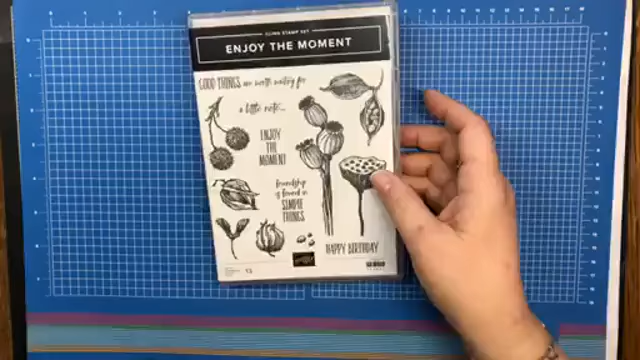 CLING STAMP SET
ENJOY THE MOMENT
GOOD THINGS are worth waiting for
a little note...
ENJOY
THE
MOMENT
friendship
is found in
SIMPLE
THINGS
HAPPY BIRTHDAY
13